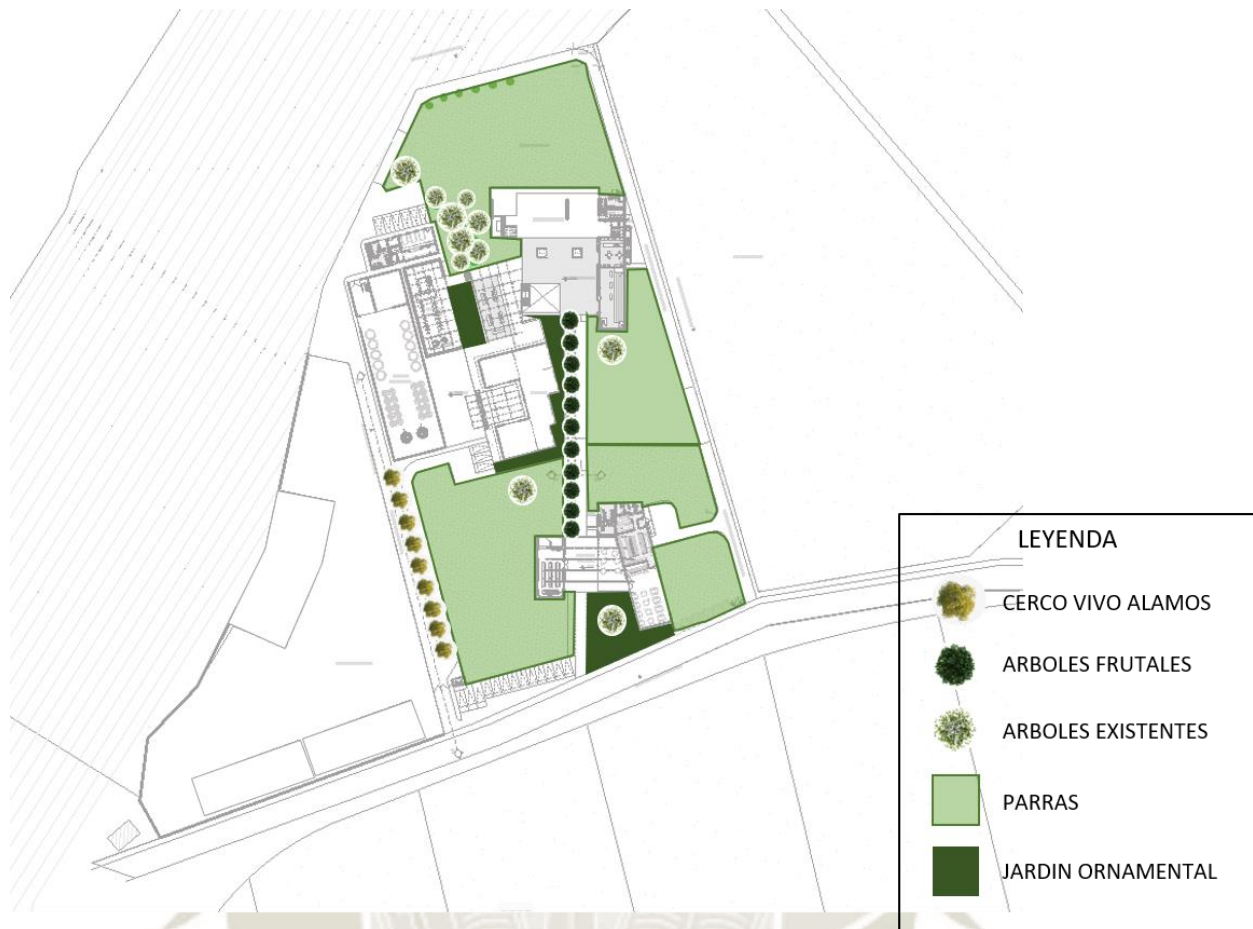 LEYENDA
CERCO VIVO ALAMOS
ARBOLES FRUTALES
ARBOLES EXISTENTES
PARRAS
JARDIN ORNAMENTAL